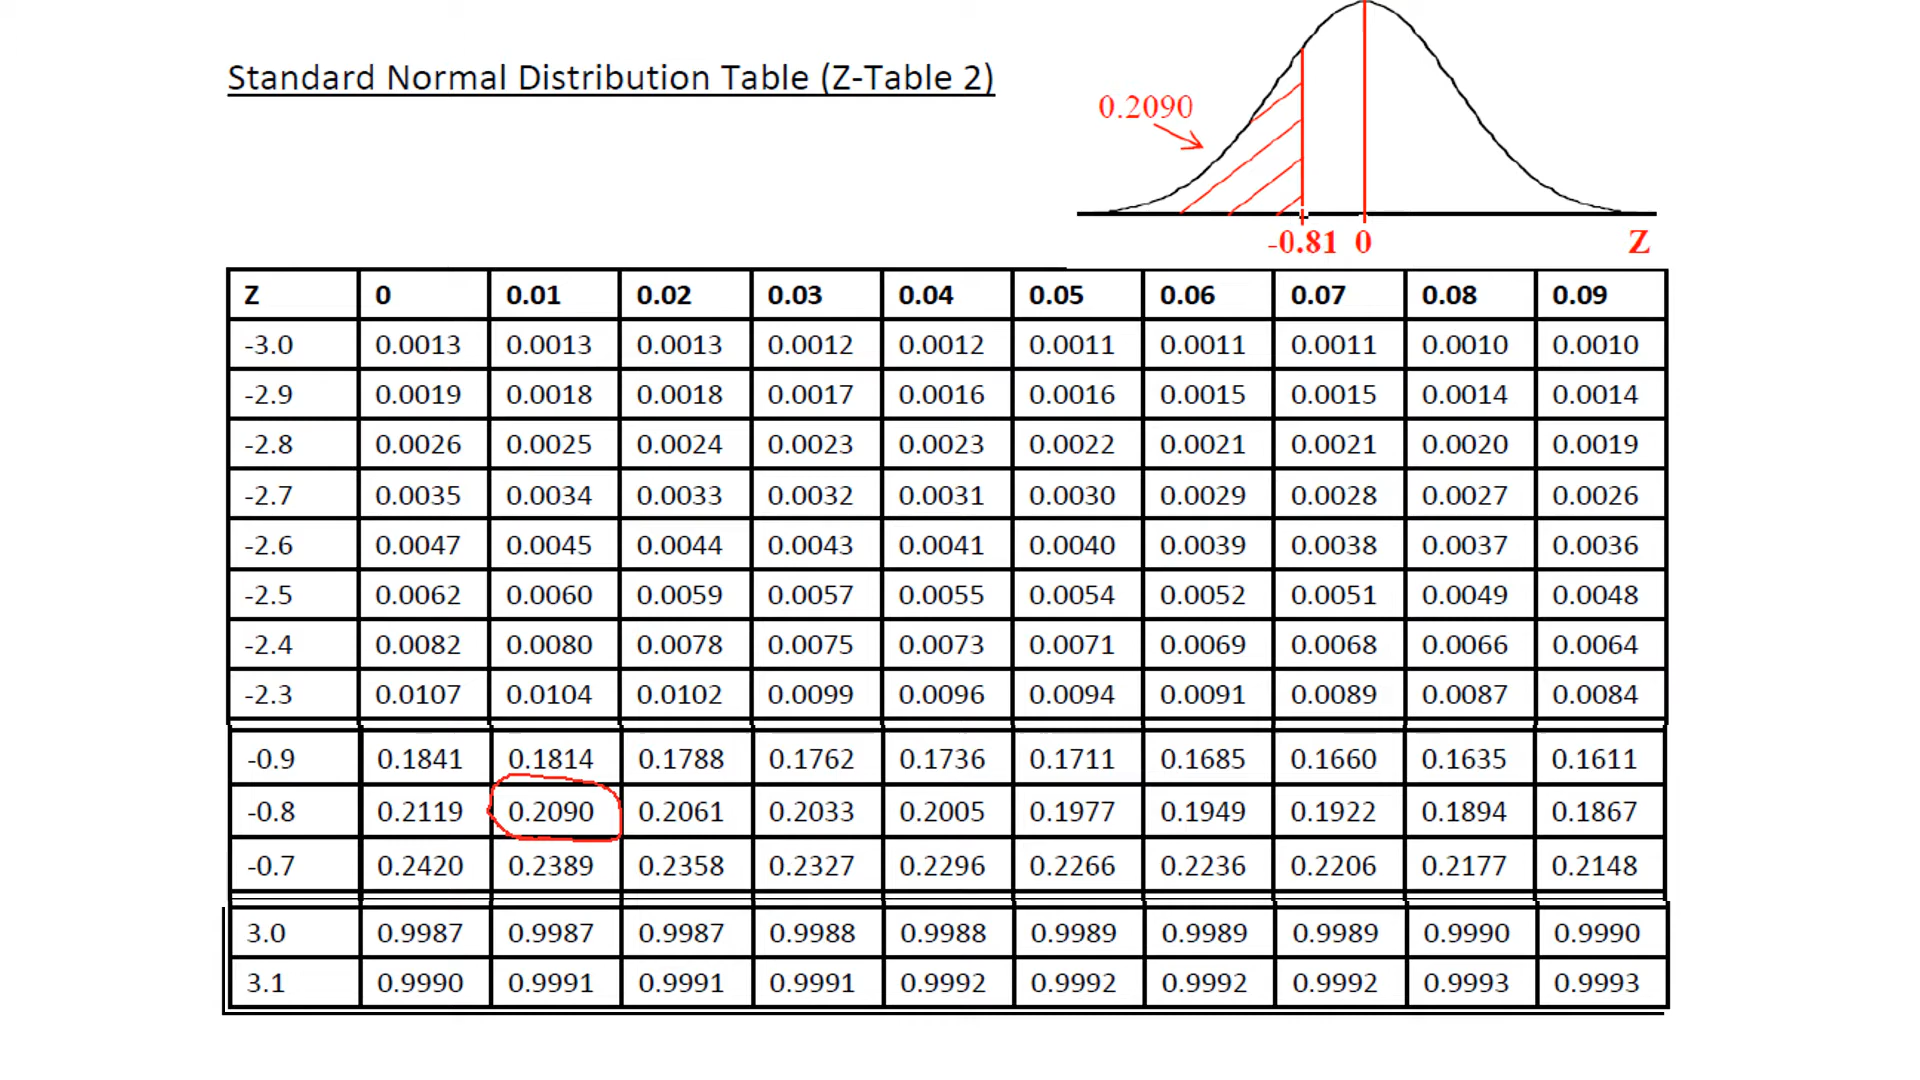 Standard Normal Distribution Table (Z-Table 2)
0.2090
-0.81 0 Z
Z 0 0.01 0.02 0.03 0.04 0.05 0.06 0.07 0.08 0.09
-3.0 0.0013 0.0013 0.0013 0.0012 0.0012 0.0011 0.0011 0.0011 0.0010 0.0010
-2.9 0.0019 0.0018 0.0018 0.0017 0.0016 0.0016 0.0015 0.0015 0.0014 0.0014
-2.8 0.0026 0.0025 0.0024 0.0023 0.0023 0.0022 0.0021 0.0021 0.0020 0.0019
-2.7 0.0035 0.0034 0.0033 0.0032 0.0031 0.0030 0.0029 0.0028 0.0027 0.0026
-2.6 0.0047 0.0045 0.0044 0.0043 0.0041 0.0040 0.0039 0.0038 0.0037 0.0036
-2.5 0.0062 0.0060 0.0059 0.0057 0.0055 0.0054 0.0052 0.0051 0.0049 0.0048
-2.4 0.0082 0.0080 0.0078 0.0075 0.0073 0.0071 0.0069 0.0068 0.0066 0.0064
-2.3 0.0107 0.0104 0.0102 0.0099 0.0096 0.0094 0.0091 0.0089 0.0087 0.0084
-0.9 0.1841 0.1814 0.1788 0.1762 0.1736 0.1711 0.1685 0.1660 0.1635 0.1611
-0.8 0.2119 0.2090 0.2061 0.2033 0.2005 0.1977 0.1949 0.1922 0.1894 0.1867
-0.7 0.2420 0.2389 0.2358 0.2327 0.2296 0.2266 0.2236 0.2206 0.2177 0.2148
3.0 0.9987 0.9987 0.9987 0.9988 0.9988 0.9989 0.9989 0.9989 0.9990 0.9990
3.1 0.9990 0.9991 0.9991 0.9991 0.9992 0.9992 0.9992 0.9992 0.9993 0.9993